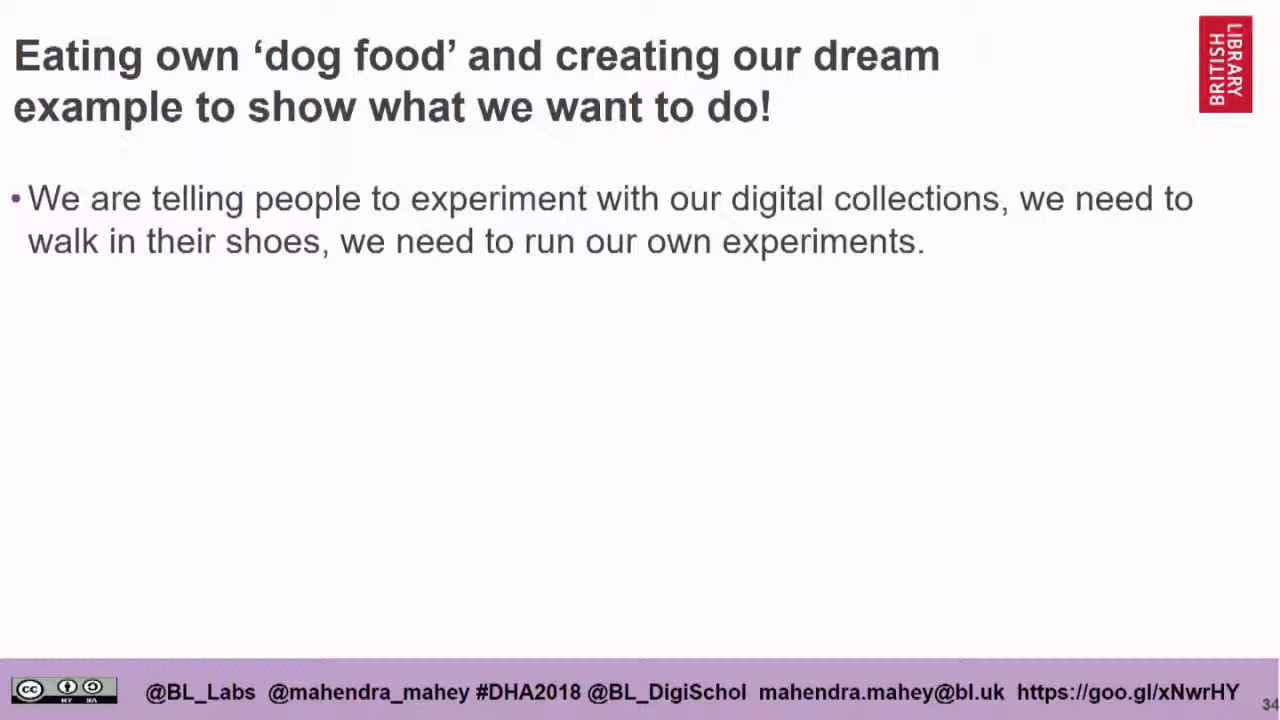 Eating own ‘dog food’ and creating our dream
example to show what we want to do!
LIBRARY
BRITISH
• We are telling people to experiment with our digital collections, we need to
walk in their shoes, we need to run our own experiments.
cc
@BL_Labs @mahendra_mahey #DHA2018 @BL_DigiSchol mahendra.mahey@bl.uk https://goo.gl/xNwrHY
34